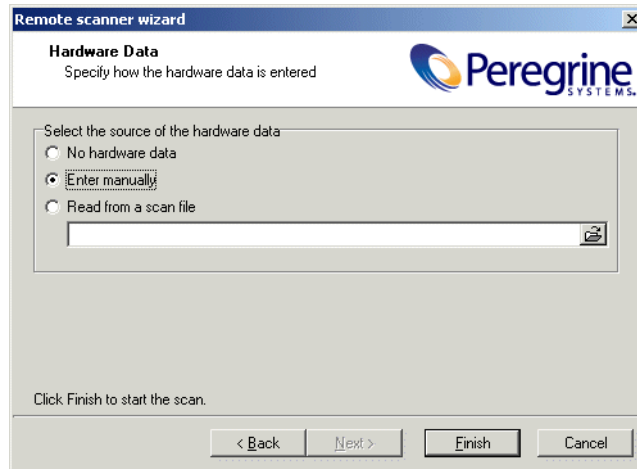 Remote scanner wizard
Hardware Data
Specify how the hardware data is entered
Peregrine
SYSTEMS.
Select the source of the hardware data
No hardware data
Enter manually
Read from a scan file
Click Finish to start the scan.
< Back
Next >
Finish
Cancel